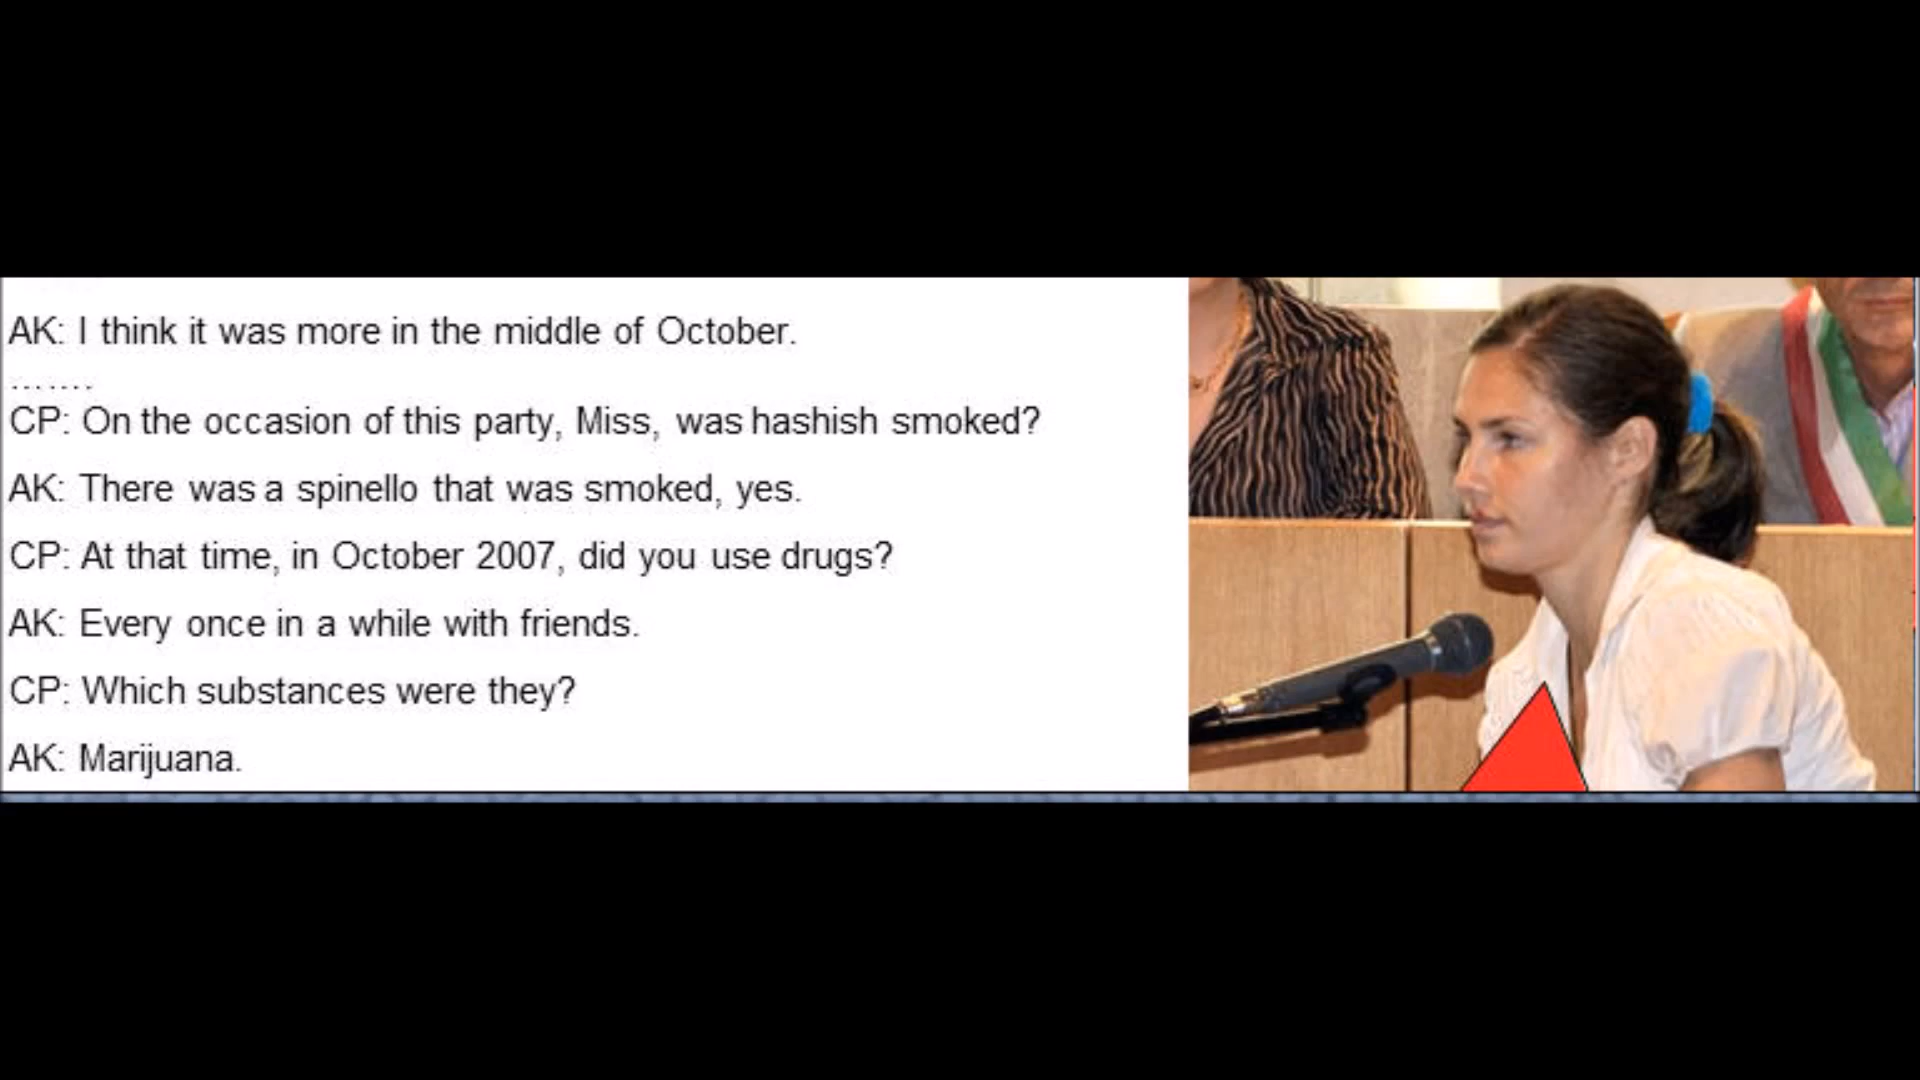 AK: I think it was more in the middle of October.
.......
CP: On the occasion of this party, Miss, was hashish smoked?
AK: There was a spinello that was smoked, yes.
CP: At that time, in October 2007, did you use drugs?
AK: Every once in a while with friends.
CP: Which substances were they?
AK: Marijuana.